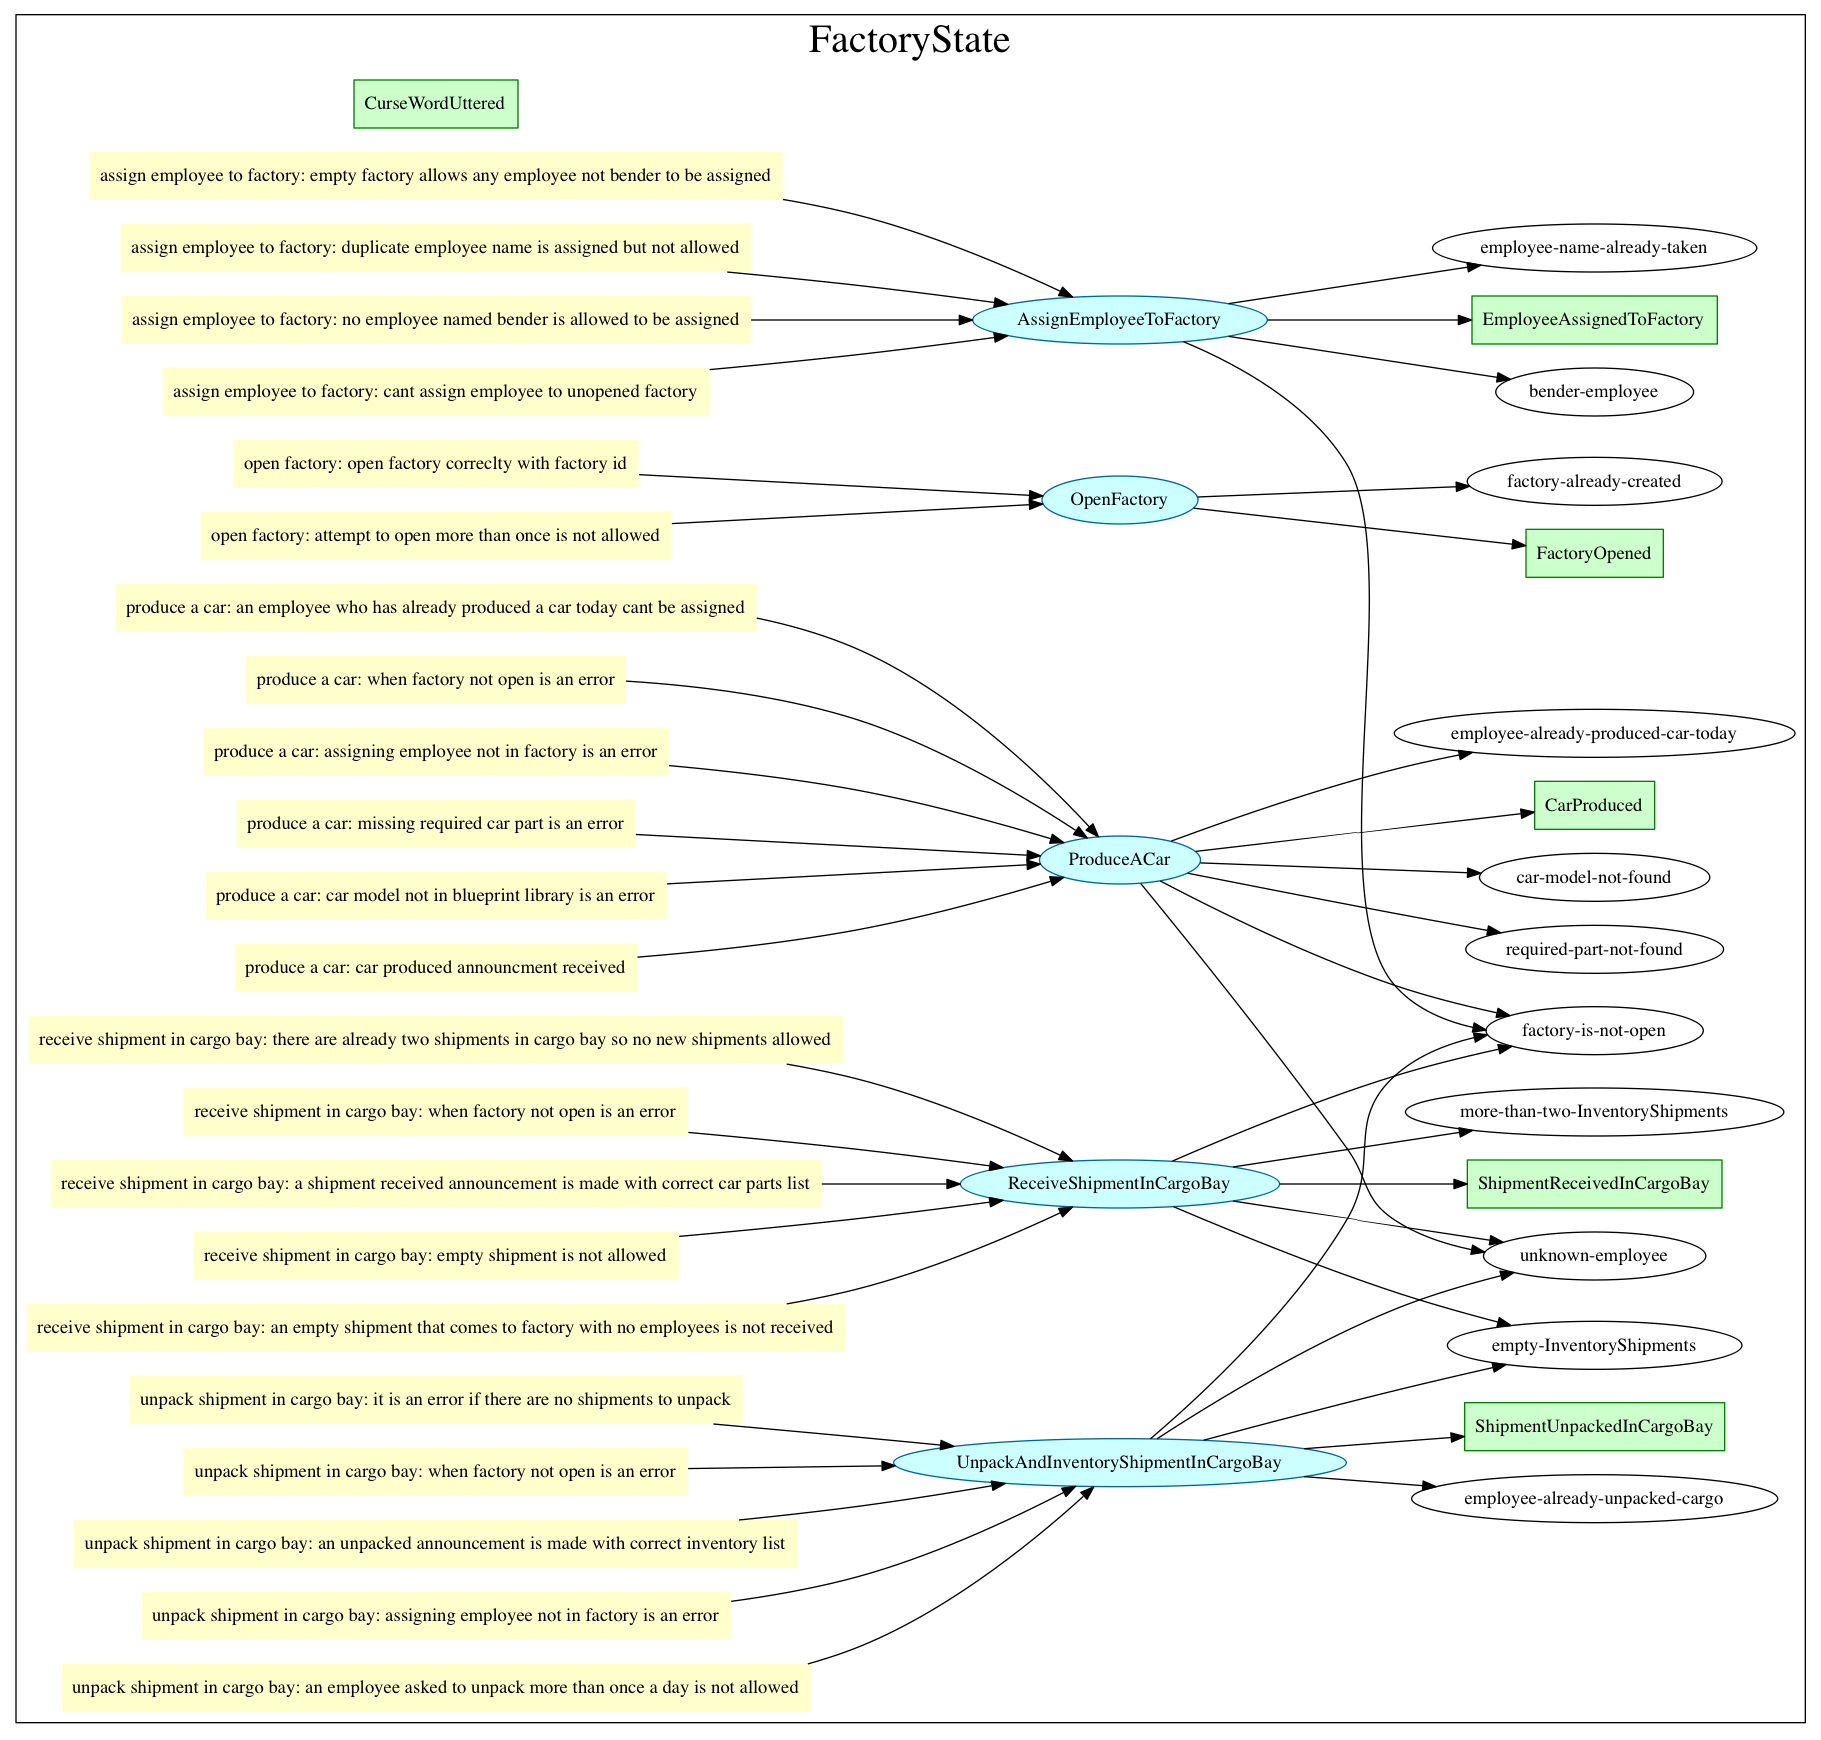 FactoryState
CurseWordUttered
assign employee to factory: empty factory allows any employee not bender to be assigned
assign employee to factory: duplicate employee name is assigned but not allowed
assign employee to factory: no employee named bender is allowed to be assigned
assign employee to factory: cant assign employee to unopened factory
open factory: open factory correclty with factory id
open factory: attempt to open more than once is not allowed
produce a car: an employee who has already produced a car today cant be assigned
produce a car: when factory not open is an error
produce a car: assigning employee not in factory is an error
produce a car: missing required car part is an error
produce a car: car model not in blueprint library is an error
produce a car: car produced announcment received
receive shipment in cargo bay: there are already two shipments in cargo bay so no new shipments allowed
receive shipment in cargo bay: when factory not open is an error
receive shipment in cargo bay: a shipment received announcement is made with correct car parts list
receive shipment in cargo bay: empty shipment is not allowed
receive shipment in cargo bay: an empty shipment that comes to factory with no employees is not received
unpack shipment in cargo bay: it is an error if there are no shipments to unpack
unpack shipment in cargo bay: when factory not open is an error
unpack shipment in cargo bay: an unpacked announcement is made with correct inventory list
unpack shipment in cargo bay: assigning employee not in factory is an error
unpack shipment in cargo bay: an employee asked to unpack more than once a day is not allowed
AssignEmployeeToFactory
OpenFactory
ProduceACar
ReceiveShipmentInCargoBay
UnpackAndInventoryShipmentInCargoBay
employee-name-already-taken
EmployeeAssignedToFactory
bender-employee
factory-already-created
FactoryOpened
employee-already-produced-car-today
CarProduced
car-model-not-found
required-part-not-found
factory-is-not-open
more-than-two-InventoryShipments
ShipmentReceivedInCargoBay
unknown-employee
empty-InventoryShipments
ShipmentUnpackedInCargoBay
employee-already-unpacked-cargo